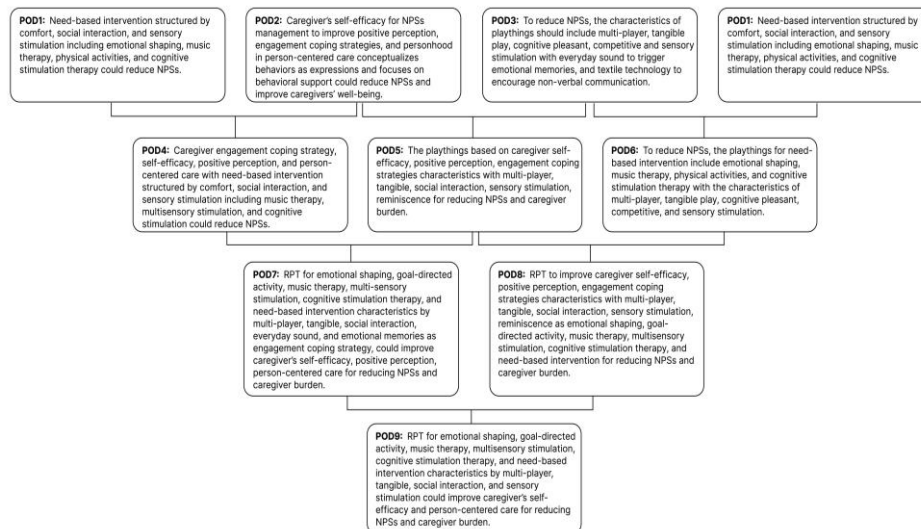 POD1: Need-based intervention structured by
comfort, social interaction, and sensory
stimulation including emotional shaping, music
therapy, physical activities, and cognitive
stimulation therapy could reduce NPSs.
POD2: Caregiver's self-efficacy for NPSs
management to improve positive perception,
engagement coping strategies, and personhood
in person-centered care conceptualizes
behaviors as expressions and focuses on
behavioral support could reduce NPSs and
improve caregivers' well-being.
POD3: To reduce NPSs, the characteristics of
playthings should include multi-player, tangible
play, cognitive pleasant, competitive and sensory
stimulation with everyday sound to trigger
emotional memories, and textile technology to
encourage non-verbal communication.
POD1: Need-based intervention structured by
comfort, social interaction, and sensory
stimulation including emotional shaping, music
therapy, physical activities, and cognitive
stimulation therapy could reduce NPSs.
POD4: Caregiver engagement coping strategy,
self-efficacy, positive perception, and person-
centered care with need-based intervention
structured by comfort, social interaction, and
sensory stimulation including music therapy,
multisensory stimulation, and cognitive
stimulation could reduce NPSs.
POD5: The playthings based on caregiver self-
efficacy, positive perception, engagement coping
strategies characteristics with multi-player,
tangible, social interaction, sensory stimulation,
reminiscence for reducing NPSs and caregiver
burden.
POD6: To reduce NPSs, the playthings for need-
based intervention include emotional shaping,
music therapy, physical activities, and cognitive
stimulation therapy with the characteristics of
multi-player, tangible play, cognitive pleasant,
competitive, and sensory stimulation.
POD7: RPT for emotional shaping, goal-directed
activity, music therapy, multi-sensory
stimulation, cognitive stimulation therapy, and
need-based intervention characteristics by
multi-player, tangible, social interaction,
everyday sound, and emotional memories as
engagement coping strategy, could improve
caregiver's self-efficacy, positive perception,
person-centered care for reducing NPSs and
caregiver burden.
POD8: RPT to improve caregiver self-efficacy,
positive perception, engagement coping
strategies characteristics with multi-player,
tangible, social interaction, sensory stimulation,
reminiscence as emotional shaping, goal-
directed activity, music therapy, multisensory
stimulation, cognitive stimulation therapy, and
need-based intervention for reducing NPSs and
caregiver burden.
POD9: RPT for emotional shaping, goal-directed
activity, music therapy, multisensory stimulation,
cognitive stimulation therapy, and need-based
intervention characteristics by multi-player,
tangible, social interaction, and sensory
stimulation could improve caregiver's self-
efficacy and person-centered care for reducing
NPSs and caregiver burden.